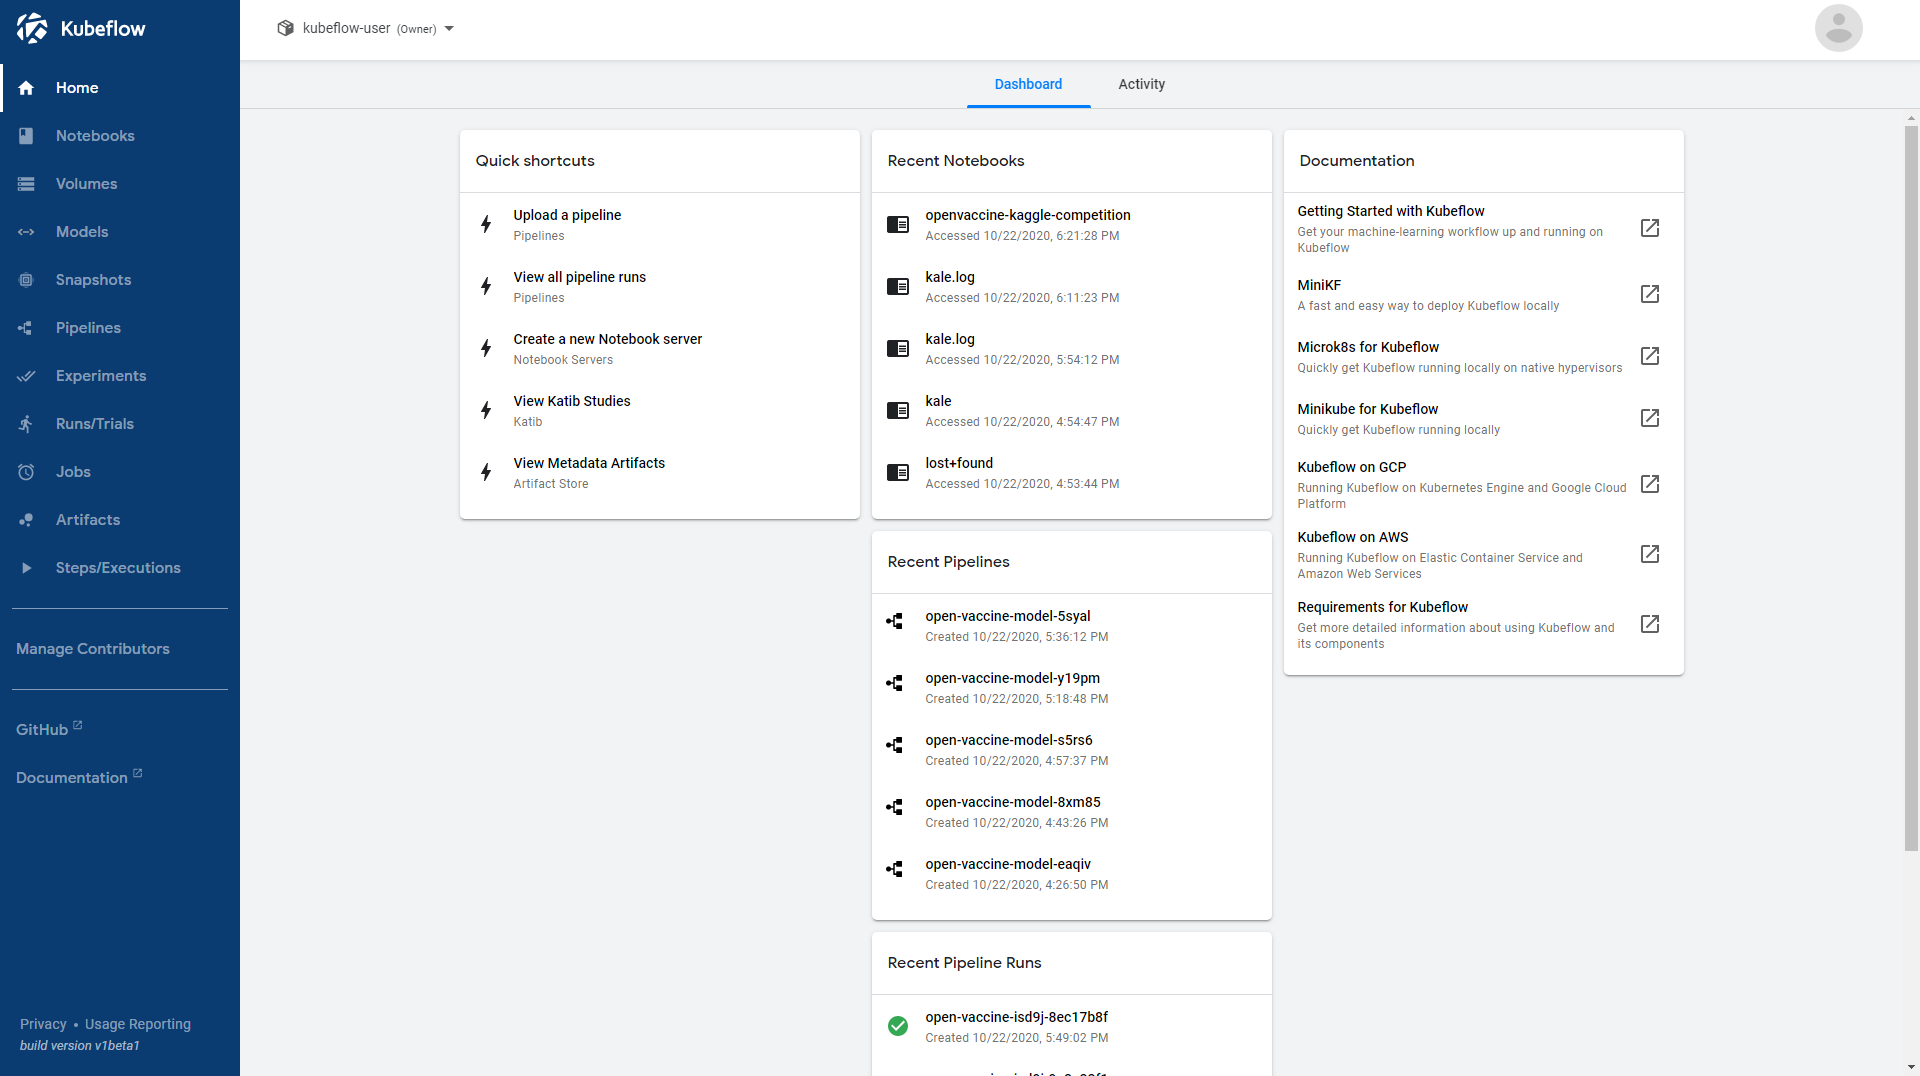 Kubeflow
Home
Notebooks
Volumes
Models
Snapshots
Pipelines
Experiments
Runs/Trials
Jobs
Artifacts
Steps/Executions
Manage Contributors
GitHub
Documentation
Privacy • Usage Reporting
build version v1beta1
kubeflow-user (Owner)
Dashboard
Activity
Quick shortcuts
Upload a pipeline
Pipelines
View all pipeline runs
Pipelines
Create a new Notebook server
Notebook Servers
View Katib Studies
Katib
View Metadata Artifacts
Artifact Store
Recent Notebooks
openvaccine-kaggle-competition
Accessed 10/22/2020, 6:21:28 PM
kale.log
Accessed 10/22/2020, 6:11:23 PM
kale.log
Accessed 10/22/2020, 5:54:12 PM
kale
Accessed 10/22/2020, 4:54:47 PM
lost+found
Accessed 10/22/2020, 4:53:44 PM
Recent Pipelines
open-vaccine-model-5syal
Created 10/22/2020, 5:36:12 PM
open-vaccine-model-y19pm
Created 10/22/2020, 5:18:48 PM
open-vaccine-model-s5rs6
Created 10/22/2020, 4:57:37 PM
open-vaccine-model-8xm85
Created 10/22/2020, 4:43:26 PM
open-vaccine-model-eaqiv
Created 10/22/2020, 4:26:50 PM
Recent Pipeline Runs
open-vaccine-isd9j-8ec17b8f
Created 10/22/2020, 5:49:02 PM
Documentation
Getting Started with Kubeflow
Get your machine-learning workflow up and running on
Kubeflow
MiniKF
A fast and easy way to deploy Kubeflow locally
Microk8s for Kubeflow
Quickly get Kubeflow running locally on native hypervisors
Minikube for Kubeflow
Quickly get Kubeflow running locally
Kubeflow on GCP
Running Kubeflow on Kubernetes Engine and Google Cloud
Platform
Kubeflow on AWS
Running Kubeflow on Elastic Container Service and
Amazon Web Services
Requirements for Kubeflow
Get more detailed information about using Kubeflow and
its components